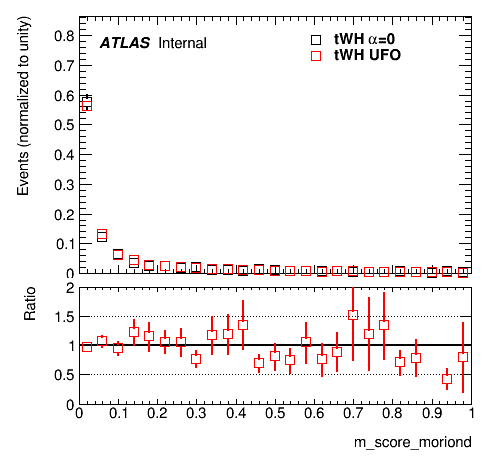 ATLAS Internal
tWH α=0
tWH UFO
Events (normalized to unity)
0.8
0.7
0.6
0.5
0.4
0.3
0.2
0.1
0
Ratio
2
1.5
1
0.5
0
0 0.1 0.2 0.3 0.4 0.5 0.6 0.7 0.8 0.9 1
m_score_moriond